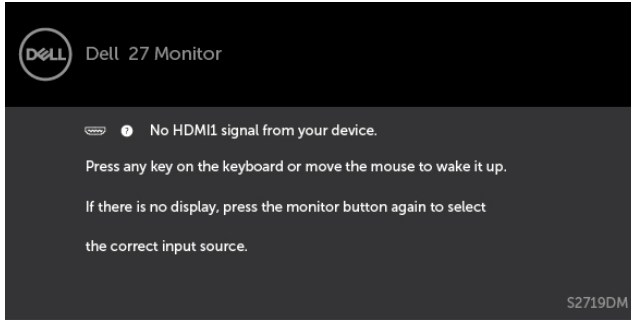 DELL
Dell 27 Monitor
? No HDMI1 signal from your device.
Press any key on the keyboard or move the mouse to wake it up.
If there is no display, press the monitor button again to select
the correct input source.
S2719DM